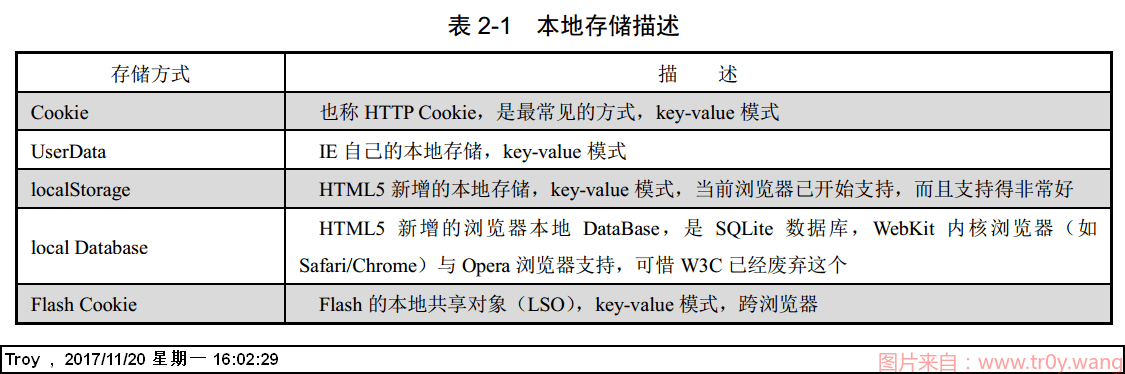 表 2-1 本地存储描述
存储方式 描 述
Cookie 也称 HTTP Cookie，是最常见的方式，key-value 模式
UserData IE 自己的本地存储，key-value 模式
localStorage HTML5 新增的本地存储，key-value 模式，当前浏览器已开始支持，而且支持得非常好
local Database HTML5 新增的浏览器本地 DataBase，是 SQLite 数据库，WebKit 内核浏览器（如
Safari/Chrome）与 Opera 浏览器支持，可惜 W3C 已经废弃这个
Flash Cookie Flash 的本地共享对象（LSO），key-value 模式，跨浏览器
Troy , 2017/11/20 星期一 16:02:29
图片来自：www.tr0y.wang